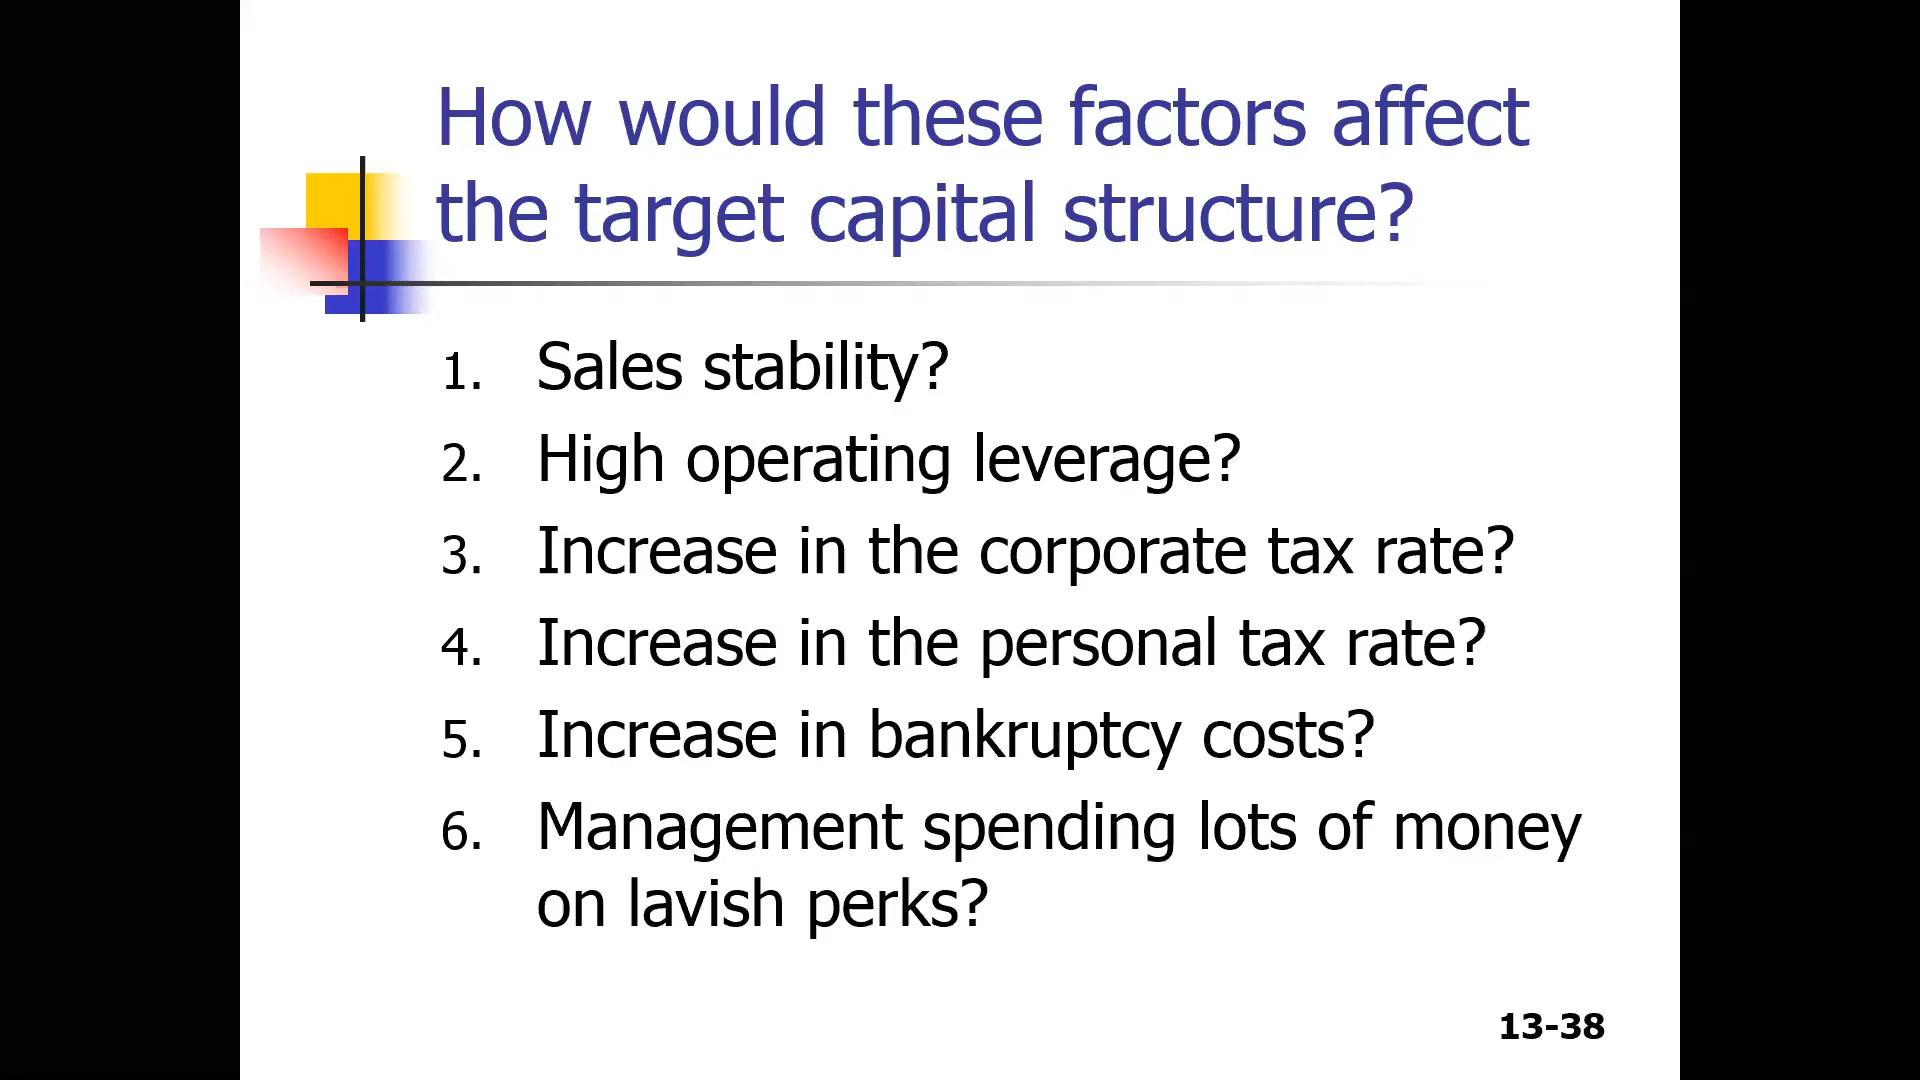 How would these factors affect
the target capital structure?
1. Sales stability?
2. High operating leverage?
3. Increase in the corporate tax rate?
4. Increase in the personal tax rate?
5. Increase in bankruptcy costs?
6. Management spending lots of money
on lavish perks?
13-38